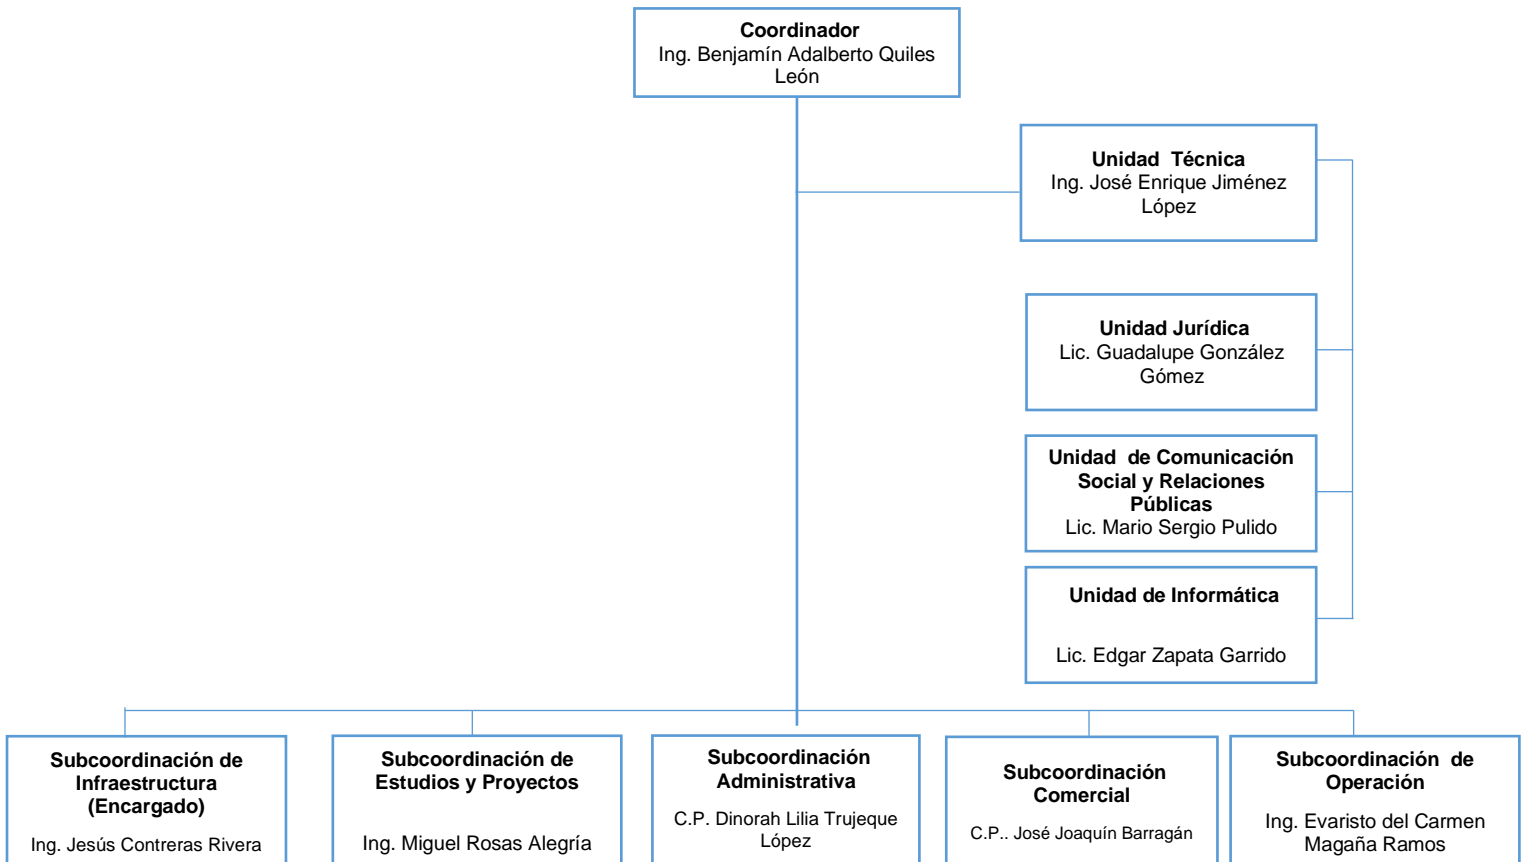 Coordinador
Ing. Benjamín Adalberto Quiles
León
Unidad Técnica
Ing. José Enrique Jiménez
López
Unidad Jurídica
Lic. Guadalupe González
Gómez
Unidad de Comunicación
Social y Relaciones
Públicas
Lic. Mario Sergio Pulido
Unidad de Informática
Lic. Edgar Zapata Garrido
Subcoordinación de
Infraestructura
(Encargado)
Ing. Jesús Contreras Rivera
Subcoordinación de
Estudios y Proyectos
Ing. Miguel Rosas Alegría
Subcoordinación
Administrativa
C.P. Dinorah Lilia Trujeque
López
Subcoordinación
Comercial
C.P.. José Joaquín Barragán
Subcoordinación de
Operación
Ing. Evaristo del Carmen
Magaña Ramos